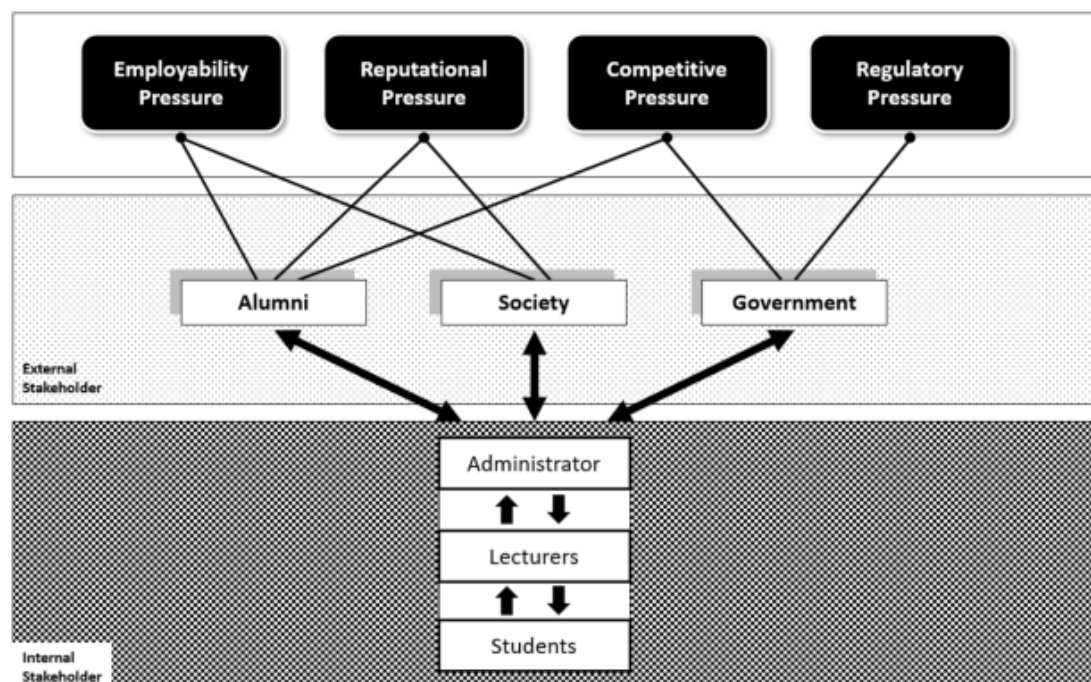 Employability
Pressure
Reputational
Pressure
Competitive
Pressure
Regulatory
Pressure
Alumni
Society
Government
External
Stakeholder
Administrator
Lecturers
Students
Internal
Stakeholder